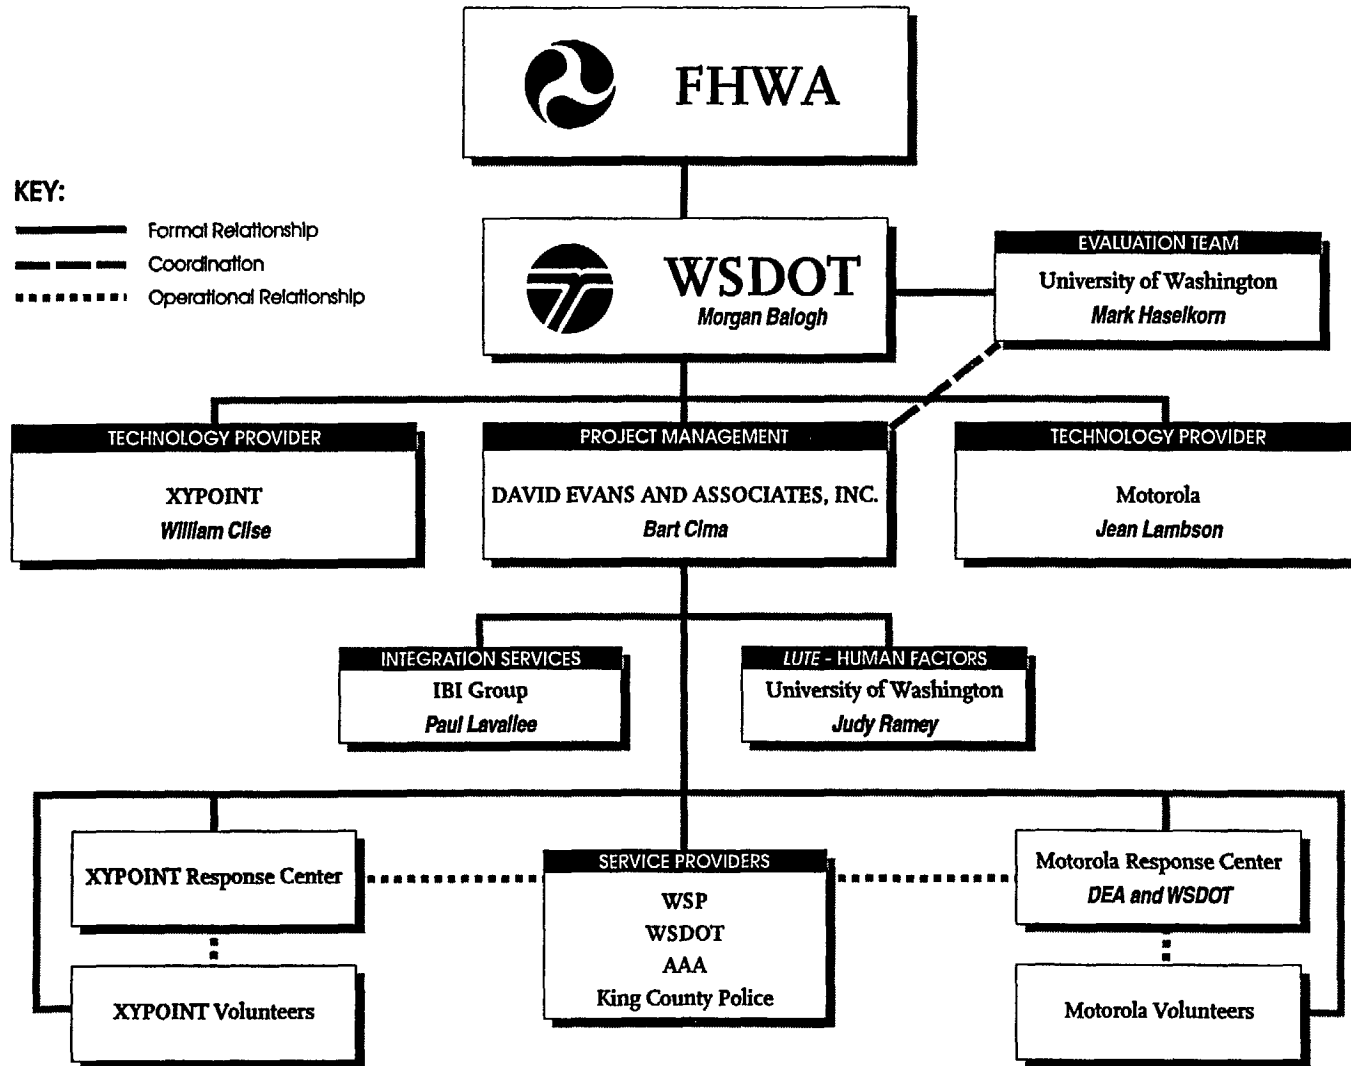 FHWA
KEY:
Formal Relationship
Coordination
Operational Relationship
WSDOT
Morgan Balogh
EVALUATION TEAM
University of Washington
Mark Haselkorn
TECHNOLOGY PROVIDER
XYPOINT
William Clise
PROJECT MANAGEMENT
DAVID EVANS AND ASSOCIATES, INC.
Bart Cima
TECHNOLOGY PROVIDER
Motorola
Jean Lambson
INTEGRATION SERVICES
IBI Group
Paul Lavallee
LUTE - HUMAN FACTORS
University of Washington
Judy Ramey
XYPOINT Response Center
SERVICE PROVIDERS
WSP
WSDOT
AAA
King County Police
Motorola Response Center
DEA and WSDOT
XYPOINT Volunteers
Motorola Volunteers